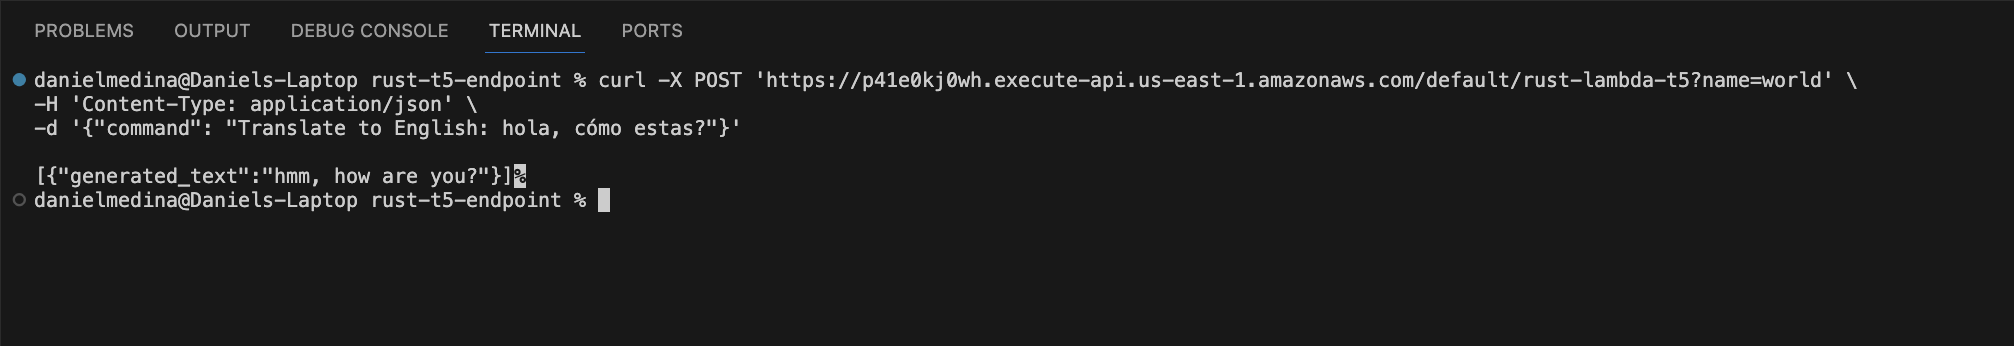 PROBLEMS OUTPUT DEBUG CONSOLE TERMINAL PORTS
danielmedina@Daniels-Laptop rust-t5-endpoint % curl -X POST 'https://p41e0kj0wh.execute-api.us-east-1.amazonaws.com/default/rust-lambda-t5?name=world' \
-H 'Content-Type: application/json' \
-d '{"command": "Translate to English: hola, cómo estas?"}'
[{"generated_text":"hmm, how are you?"}]%
danielmedina@Daniels-Laptop rust-t5-endpoint %